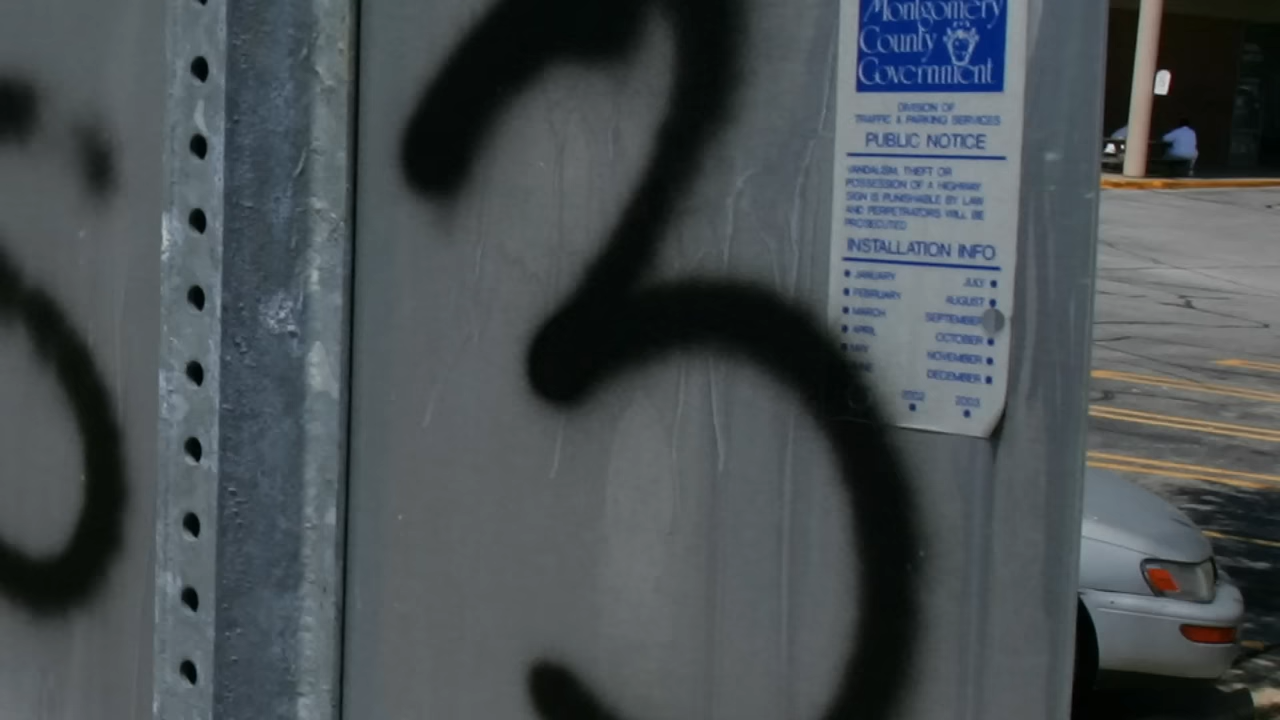 3
Montgomery
County
Government
DIVISION OF
TRAFFIC & PARKING SERVICES
PUBLIC NOTICE
VANDALISM, THEFT OR
POSSESSION OF A HIGHWAY
SIGN IS PUNISHABLE BY LAW
AND PERPETRATORS WILL BE
PROSECUTED
INSTALLATION INFO
JANUARY
FEBRUARY
MARCH
APRIL
MAY
JULY
AUGUST
SEPTEMBER
OCTOBER
NOVEMBER
DECEMBER
2002 2003